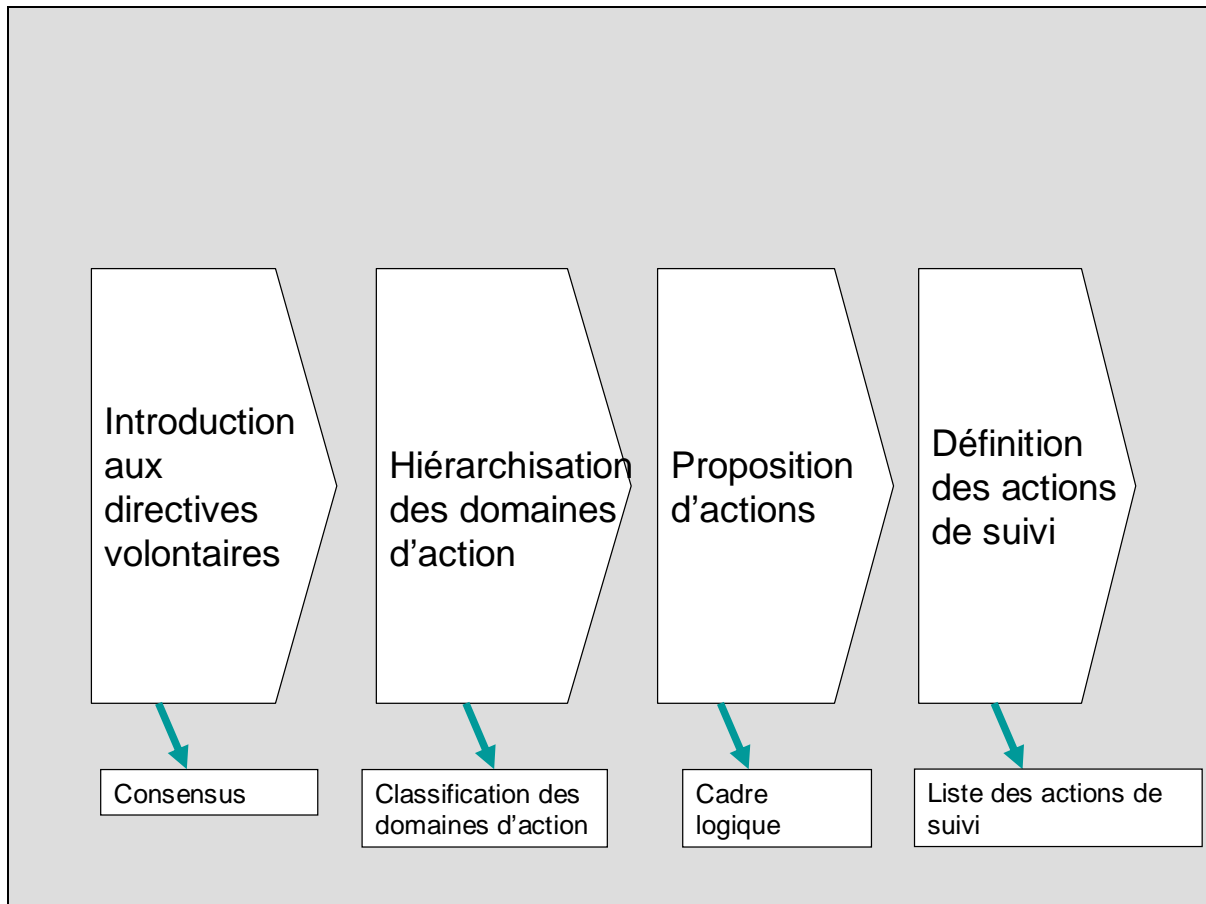 Introduction
aux
directives
volontaires
Hiérarchisation
des domaines
d’action
Proposition
d’actions
Définition
des actions
de suivi
Consensus
Classification des
domaines d’action
Cadre
logique
Liste des actions de
suivi